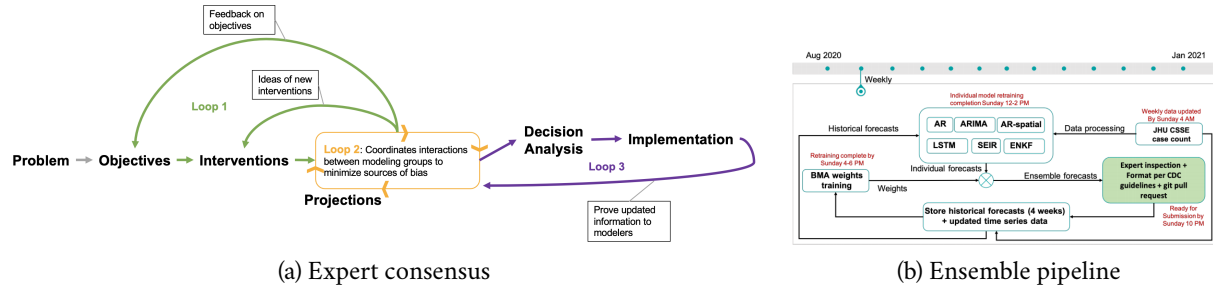 Feedback on
objectives
Ideas of new
interventions
Loop 1
Problem
Objectives
Interventions
Loop 2: Coordinates interactions
between modeling groups to
minimize sources of bias
Projections
Decision
Analysis
Implementation
Loop 3
Prove updated
information to
modelers
(a) Expert consensus
Aug 2020
Jan 2021
Weekly
Individual model retraining
completion Sunday 12-2 PM
Weekly data updated
By Sunday 4 AM
AR
ARIMA
AR-spatial
LSTM
SEIR
ENKF
Historical forecasts
Data processing
JHU CSSE
case count
Retraining complete by
Sunday 4-6 PM
Individual forecasts
BMA weights
training
Weights
Ensemble forecasts
Expert inspection +
Format per CDC
guidelines + git pull
request
Store historical forecasts (4 weeks)
+ updated time series data
Ready for
Submission by
Sunday 10 PM
(b) Ensemble pipeline